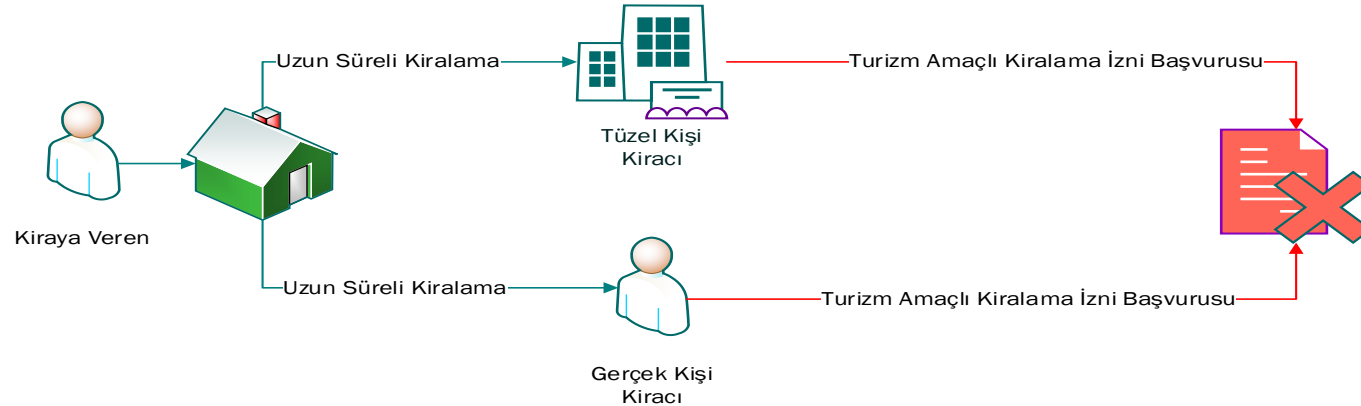 Uzun Süreli Kiralama
Turizm Amaçlı Kiralama İzni Başvurusu
Tüzel Kişi
Kiracı
Kiraya Veren
Uzun Süreli Kiralama
Turizm Amaçlı Kiralama İzni Başvurusu
Gerçek Kişi
Kiracı